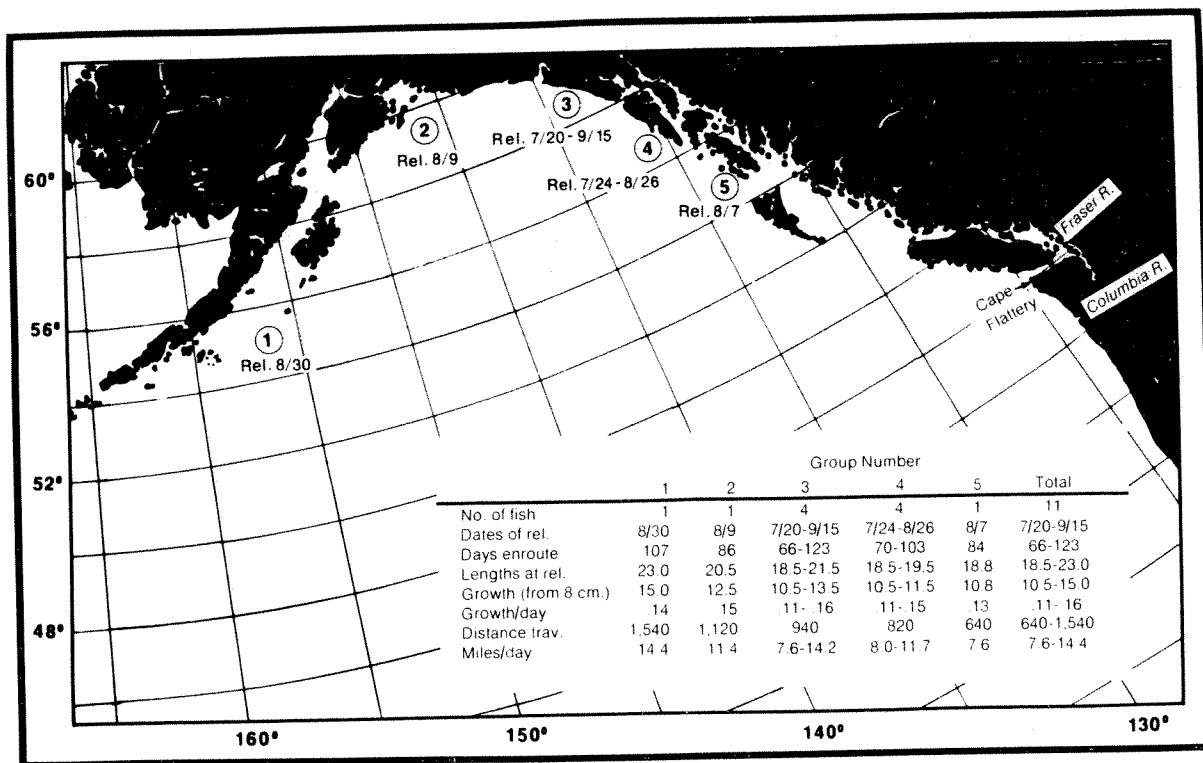 3
Rel. 7/20 - 9/15
2
Rel. 8/9
4
Rel. 7/24 - 8/26
5
Rel. 8/7
60°
Fraser R.
Columbia R.
Cape
Flattery
56°
1
Rel. 8/30
52°
48°
Group Number
1 2 3 4 5 Total
No. of fish 1 1 4 4 1 11
Dates of rel. 8/30 8/9 7/20-9/15 7/24-8/26 8/7 7/20-9/15
Days enroute 107 86 66-123 70-103 84 66-123
Lengths at rel. 23.0 20.5 18.5-21.5 18.5-19.5 18.8 18.5-23.0
Growth (from 8 cm.) 15.0 12.5 10.5-13.5 10.5-11.5 10.8 10.5-15.0
Growth/day .14 15 .11-.16 .11-.15 .13 .11-16
Distance trav. 1,540 1,120 940 820 640 640-1,540
Miles/day 14.4 11.4 7.6-14.2 8.0-11.7 7.6 7.6-14.4
160° 150° 140° 130°